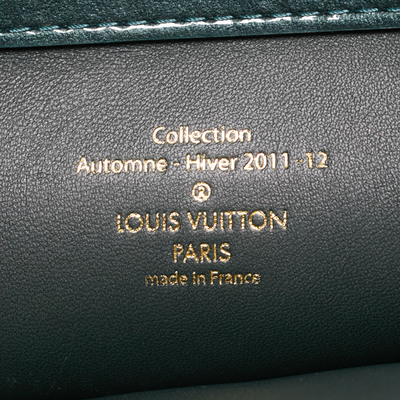 Collection
Automne - Hiver 2011 -12
®
LOUIS VUITTON
PARIS
made in France